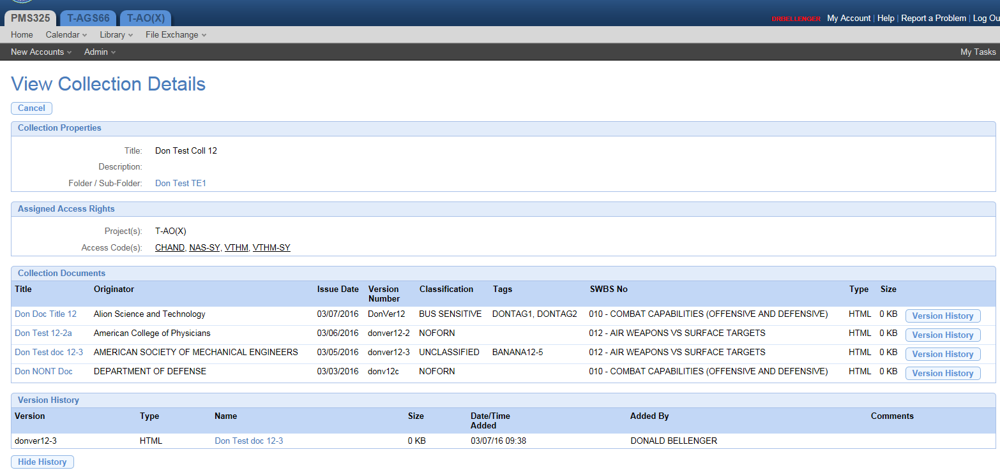 PMS325 T-AGS66 T-AO(X)
DRBELLENGER My Account | Help | Report a Problem | Log Ou
Home Calendar Library File Exchange
New Accounts Admin My Tasks
View Collection Details
Cancel
Collection Properties
Title: Don Test Coll 12
Description:
Folder / Sub-Folder: Don Test TE1
Assigned Access Rights
Project(s): T-AO(X)
Access Code(s): CHAND, NAS-SY, VTHM, VTHM-SY
Collection Documents
Title Originator Issue Date Version Number Classification Tags SWBS No Type Size
Don Doc Title 12 Alion Science and Technology 03/07/2016 DonVer12 BUS SENSITIVE DONTAG1, DONTAG2 010 - COMBAT CAPABILITIES (OFFENSIVE AND DEFENSIVE) HTML 0 KB Version History
Don Test 12-2a American College of Physicians 03/06/2016 donver12-2 NOFORN 012 - AIR WEAPONS VS SURFACE TARGETS HTML 0 KB Version History
Don Test doc 12-3 AMERICAN SOCIETY OF MECHANICAL ENGINEERS 03/05/2016 donver12-3 UNCLASSIFIED BANANA12-5 012 - AIR WEAPONS VS SURFACE TARGETS HTML 0 KB Version History
Don NONT Doc DEPARTMENT OF DEFENSE 03/03/2016 donv12c NOFORN 010 - COMBAT CAPABILITIES (OFFENSIVE AND DEFENSIVE) HTML 0 KB Version History
Version History
Version Type Name Size Date/Time Added Added By Comments
donver12-3 HTML Don Test doc 12-3 0 KB 03/07/16 09:38 DONALD BELLENGER
Hide History